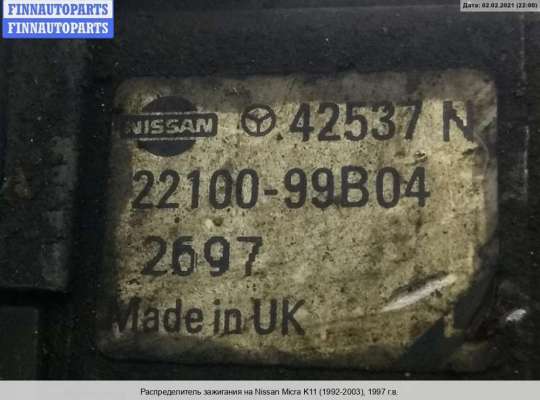 FINNAUTOPARTS
FINNAUTOPARTS
Дата: 02.02.2021 (22:00)
NISSAN 42537 N
22100-99B04
2697
Made in UK
Распределитель зажигания на Nissan Micra K11 (1992-2003), 1997 г.в.